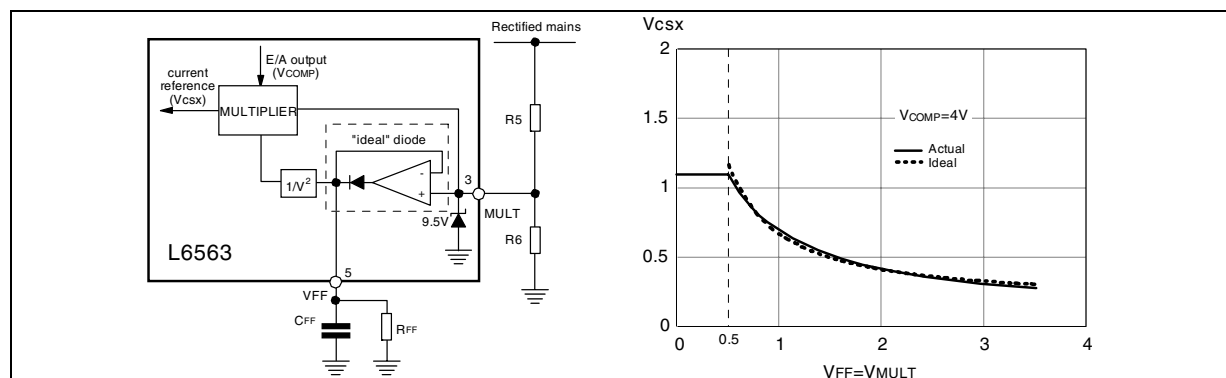 Rectified mains
E/A output
(VCOMP)
current
reference
(Vcsx)
MULTIPLIER
"ideal" diode
R5
1/V²
-
+
3
MULT
9.5V
R6
L6563
5
VFF
CFF
RFF
Vcsx
2
1.5
1
0.5
0
VCOMP=4V
Actual
Ideal
0
0.5
1
2
3
4
VFF=VMULT